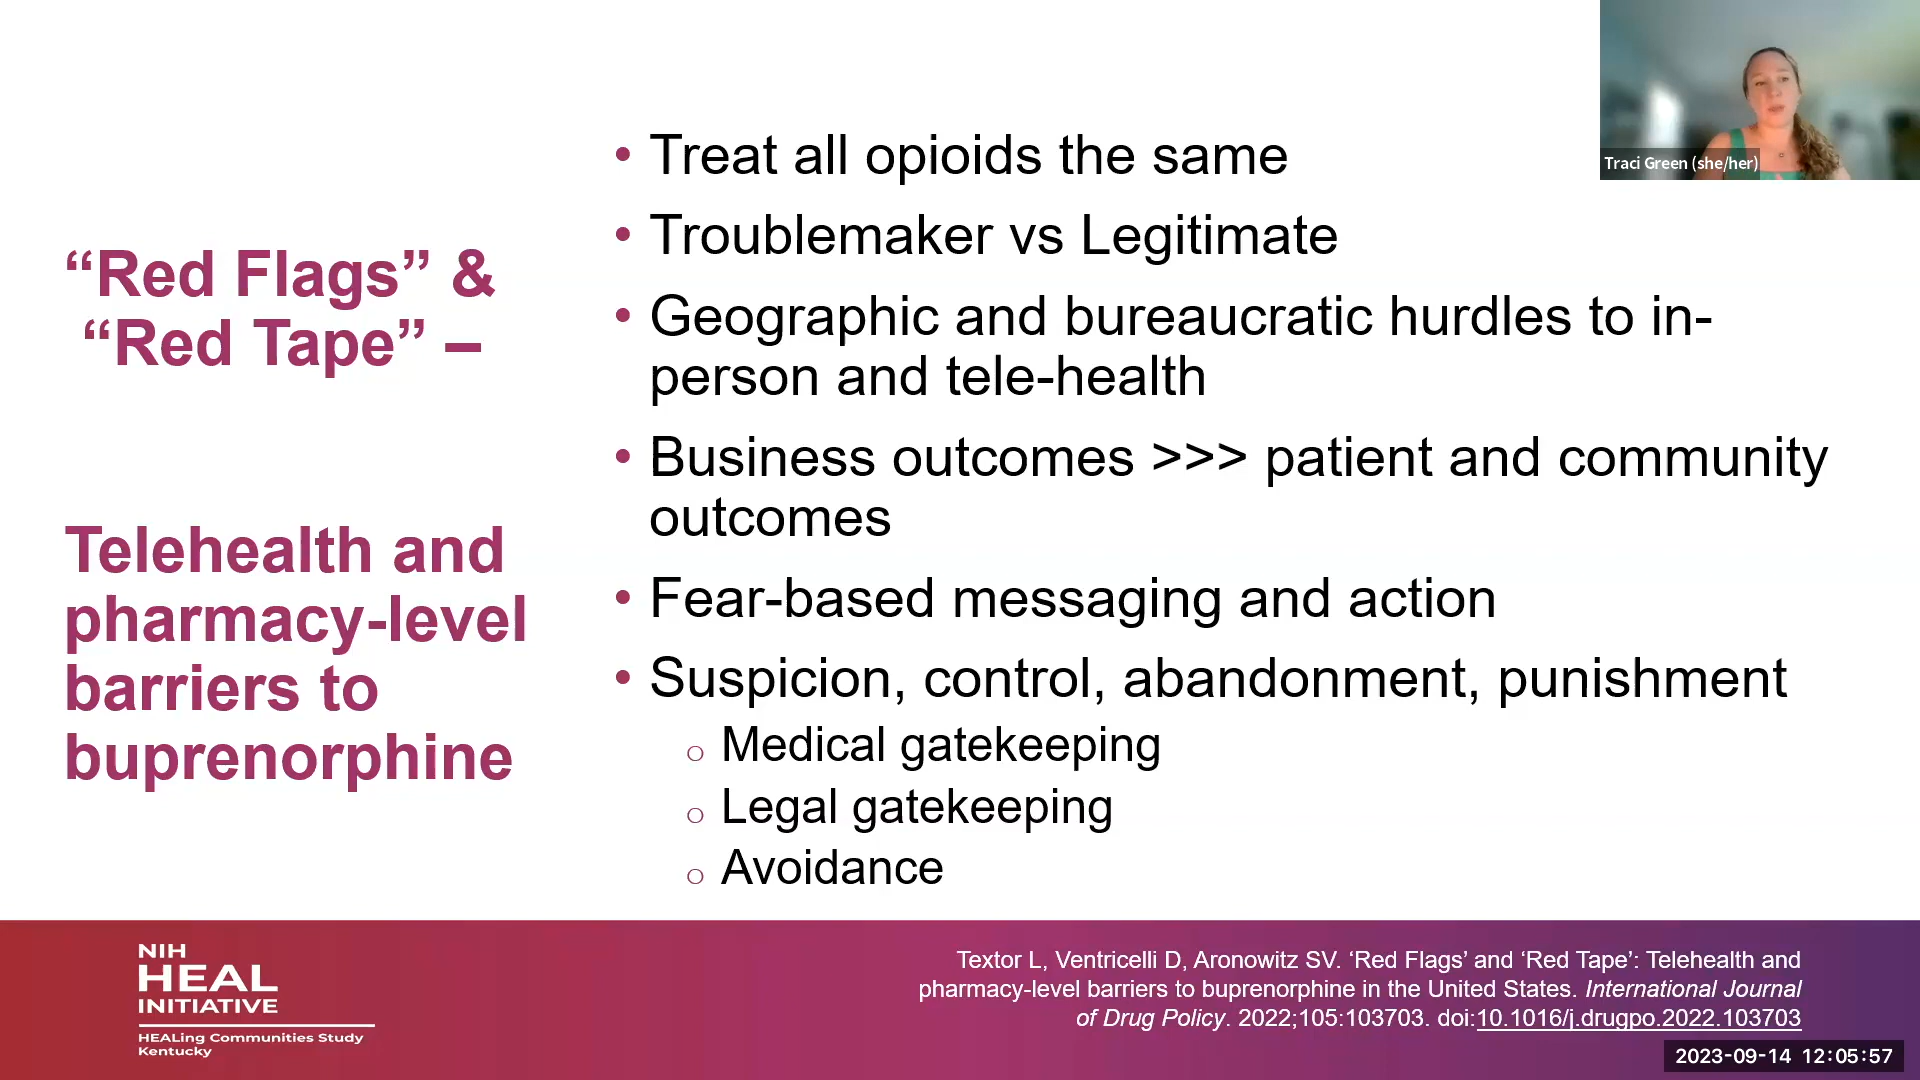 “Red Flags” &
“Red Tape” –
Telehealth and
pharmacy-level
barriers to
buprenorphine
• Treat all opioids the same
• Troublemaker vs Legitimate
• Geographic and bureaucratic hurdles to in-
person and tele-health
• Business outcomes >>> patient and community
outcomes
• Fear-based messaging and action
• Suspicion, control, abandonment, punishment
o Medical gatekeeping
o Legal gatekeeping
o Avoidance
Traci Green (she/her)
NIH
HEAL
INITIATIVE
HEALing Communities Study
Kentucky
Textor L, Ventricelli D, Aronowitz SV. ‘Red Flags’ and ‘Red Tape’: Telehealth and
pharmacy-level barriers to buprenorphine in the United States. International Journal
of Drug Policy. 2022;105:103703. doi:10.1016/j.drugpo.2022.103703
2023-09-14 12:05:57